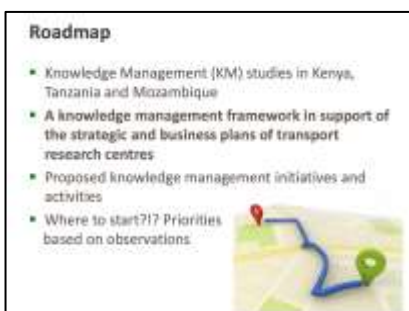 Roadmap
▪ Knowledge Management (KM) studies in Kenya,
Tanzania and Mozambique
▪ A knowledge management framework in support of
the strategic and business plans of transport
research centres
▪ Proposed knowledge management initiatives and
activities
▪ Where to start?!? Priorities
based on observations